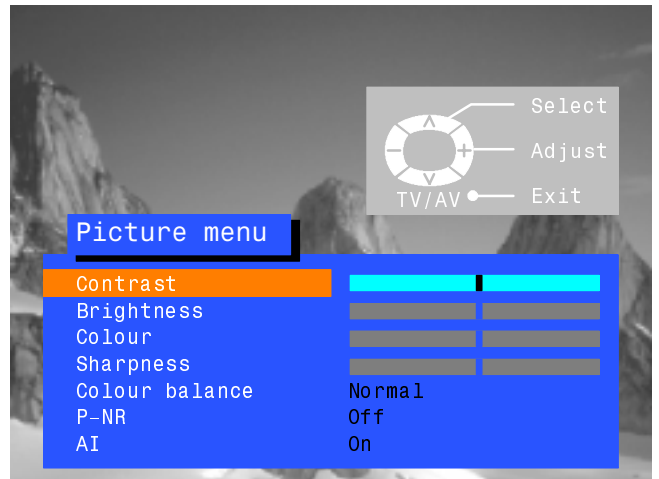 Select
Adjust
TV/AV Exit
Picture menu
Contrast
Brightness
Colour
Sharpness
Colour balance Normal
P-NR Off
AI On